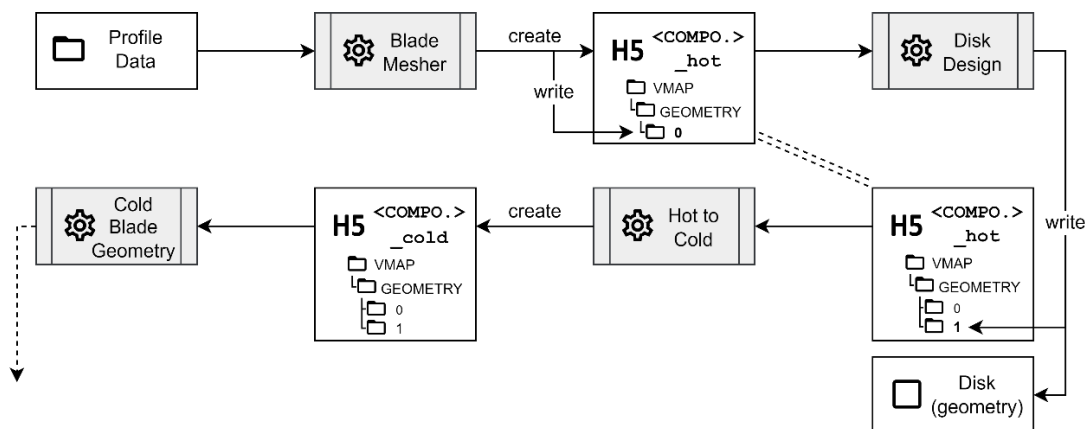 Profile
Data
Blade
Mesher
create
write
H5
<COMPO.>
_hot
VMAP
GEOMETRY
0
Disk
Design
write
Cold
Blade
Geometry
H5
<COMPO.>
_cold
VMAP
GEOMETRY
0
1
create
Hot to
Cold
H5
<COMPO.>
_hot
VMAP
GEOMETRY
0
1
Disk
(geometry)